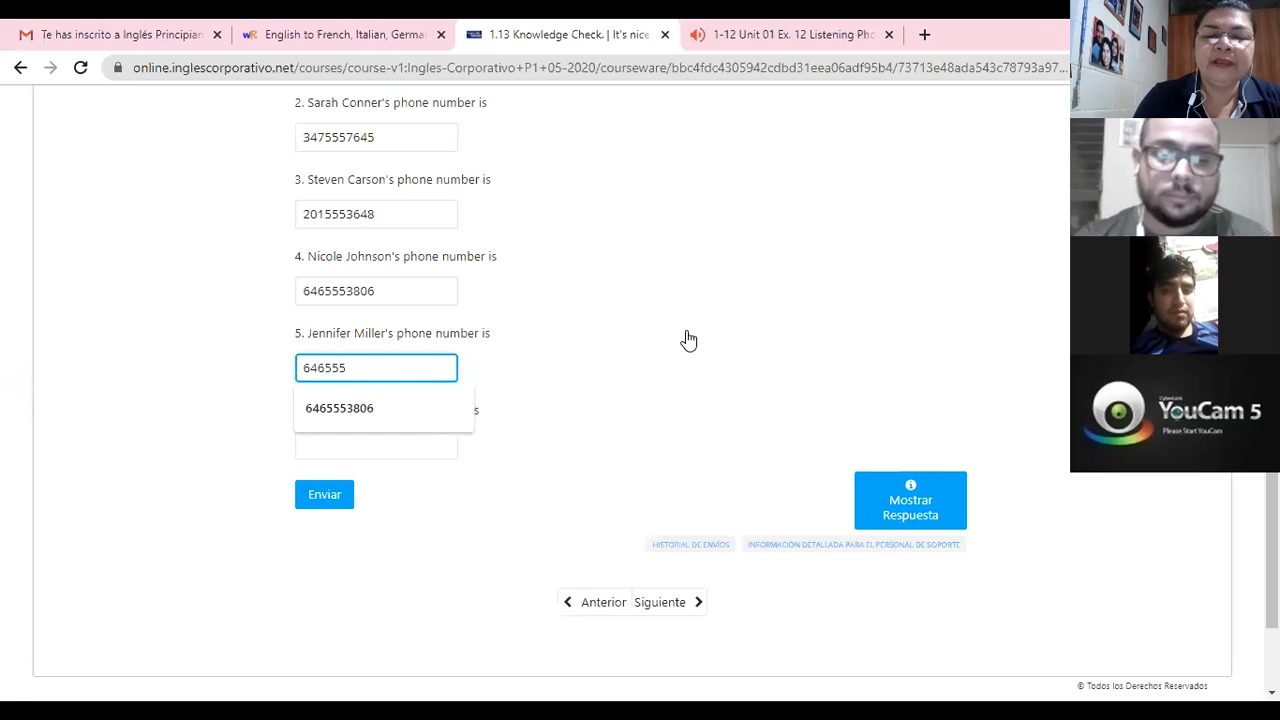 Te has inscrito a Inglés Principian
English to French, Italian, Germa
1.13 Knowledge Check. | It's nice
1-12 Unit 01 Ex. 12 Listening Pho
online.inglescorporativo.net/courses/course-v1:Ingles-Corporativo+P1+05-2020/courseware/bbc4fdc4305942cdbd31eea06adf95b4/73713e48ada543c78793a97...
2. Sarah Conner's phone number is
3475557645
3. Steven Carson's phone number is
2015553648
4. Nicole Johnson's phone number is
6465553806
5. Jennifer Miller's phone number is
646555
6465553806
s
Enviar
Mostrar
Respuesta
HISTORIAL DE ENVÍOS
INFORMACIÓN DETALLADA PARA EL PERSONAL DE SOPORTE
Anterior
Siguiente
© Todos los Derechos Reservados
CyberLink
YouCam 5
Please Start YouCam